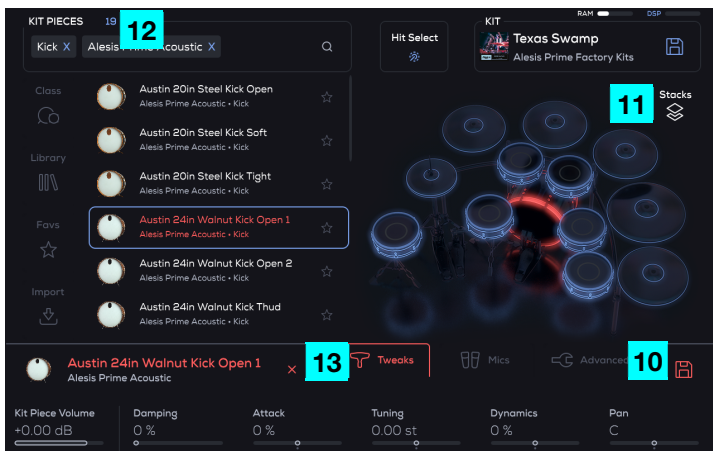 KIT PIECES 19
12
Kick X
Alesis Prime Acoustic X
Hit Select
RAM
DSP
KIT
Texas Swamp
Alesis Prime Factory Kits
Class
Library
Favs
Import
Austin 20in Steel Kick Open
Alesis Prime Acoustic • Kick
Austin 20in Steel Kick Soft
Alesis Prime Acoustic • Kick
Austin 20in Steel Kick Tight
Alesis Prime Acoustic • Kick
Austin 24in Walnut Kick Open 1
Alesis Prime Acoustic • Kick
Austin 24in Walnut Kick Open 2
Alesis Prime Acoustic • Kick
Austin 24in Walnut Kick Thud
Alesis Prime Acoustic • Kick
11
Stacks
Austin 24in Walnut Kick Open 1 ×
Alesis Prime Acoustic
13
Tweaks
Mics
Advanced
10
Kit Piece Volume
+0.00 dB
Damping
0 %
Attack
0 %
Tuning
0.00 st
Dynamics
0 %
Pan
C